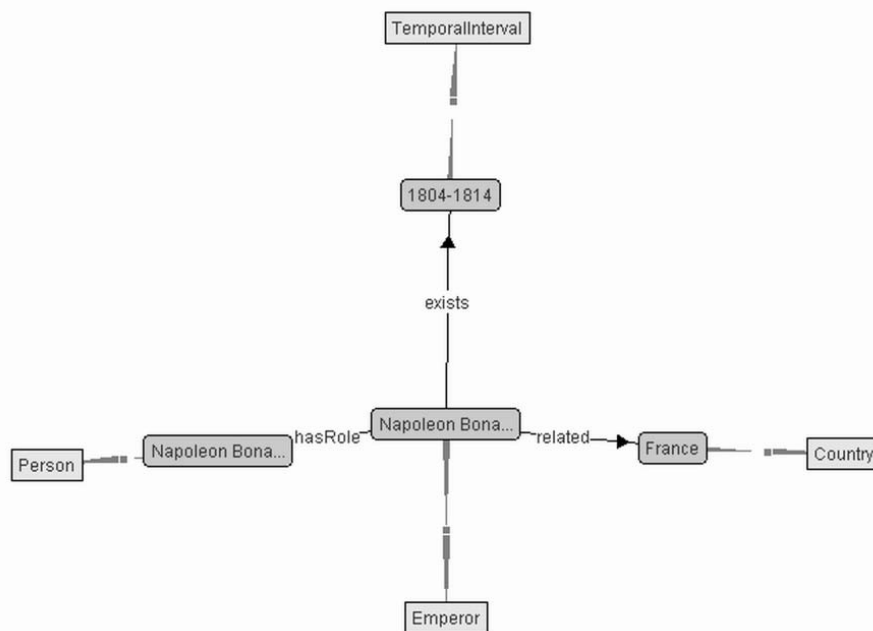 TemporalInterval
1804-1814
exists
Napoleon Bona...
hasRole
related
Napoleon Bona...
France
Person
Country
Emperor